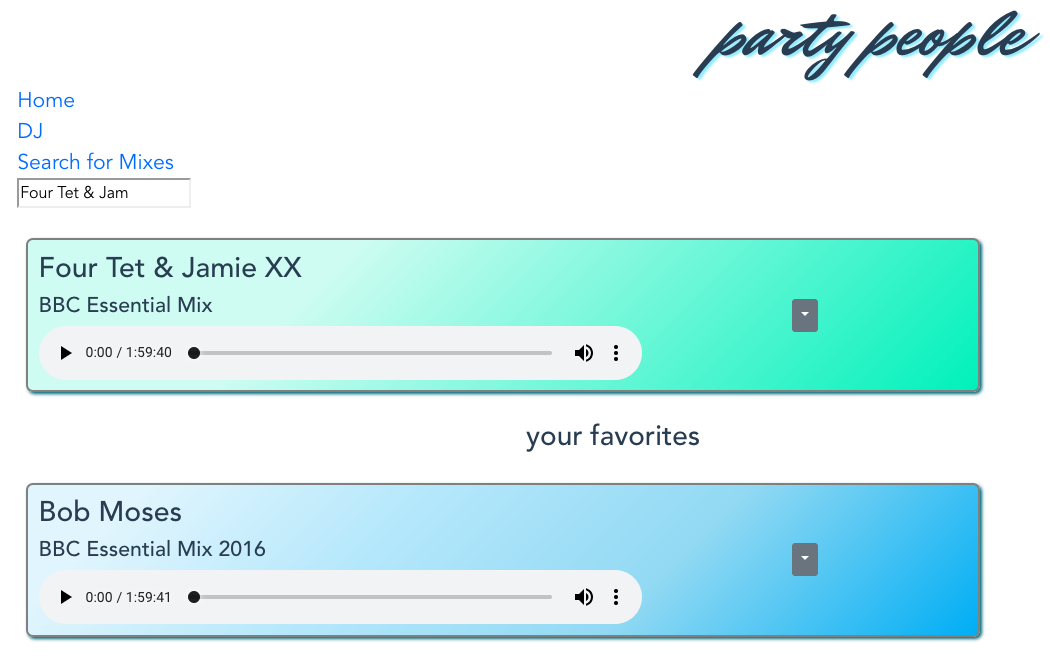 party people
Home
DJ
Search for Mixes
Four Tet & Jam
Four Tet & Jamie XX
BBC Essential Mix
0:00 / 1:59:40
your favorites
Bob Moses
BBC Essential Mix 2016
0:00 / 1:59:41